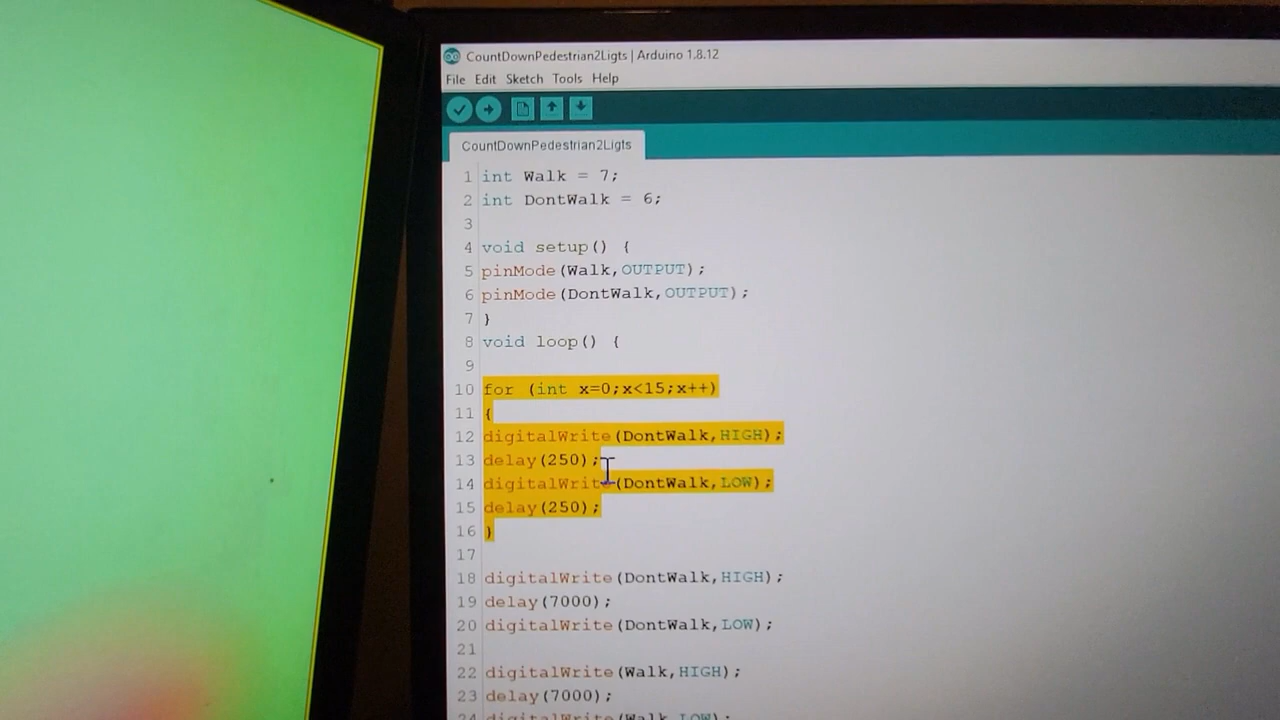 CountDownPedestrian2Ligts | Arduino 1.8.12
File Edit Sketch Tools Help
CountDownPedestrian2Ligts
1 int Walk = 7;
2 int DontWalk = 6;
3
4 void setup() {
5 pinMode(Walk,OUTPUT);
6 pinMode(DontWalk,OUTPUT);
7 }
8 void loop() {
9
10 for (int x=0;x<15;x++)
11 {
12 digitalWrite(DontWalk,HIGH);
13 delay(250);
14 digitalWrite(DontWalk,LOW);
15 delay(250);
16 }
17
18 digitalWrite(DontWalk,HIGH);
19 delay(7000);
20 digitalWrite(DontWalk,LOW);
21
22 digitalWrite(Walk,HIGH);
23 delay(7000);
24 digitalWrite(Walk,LOW);